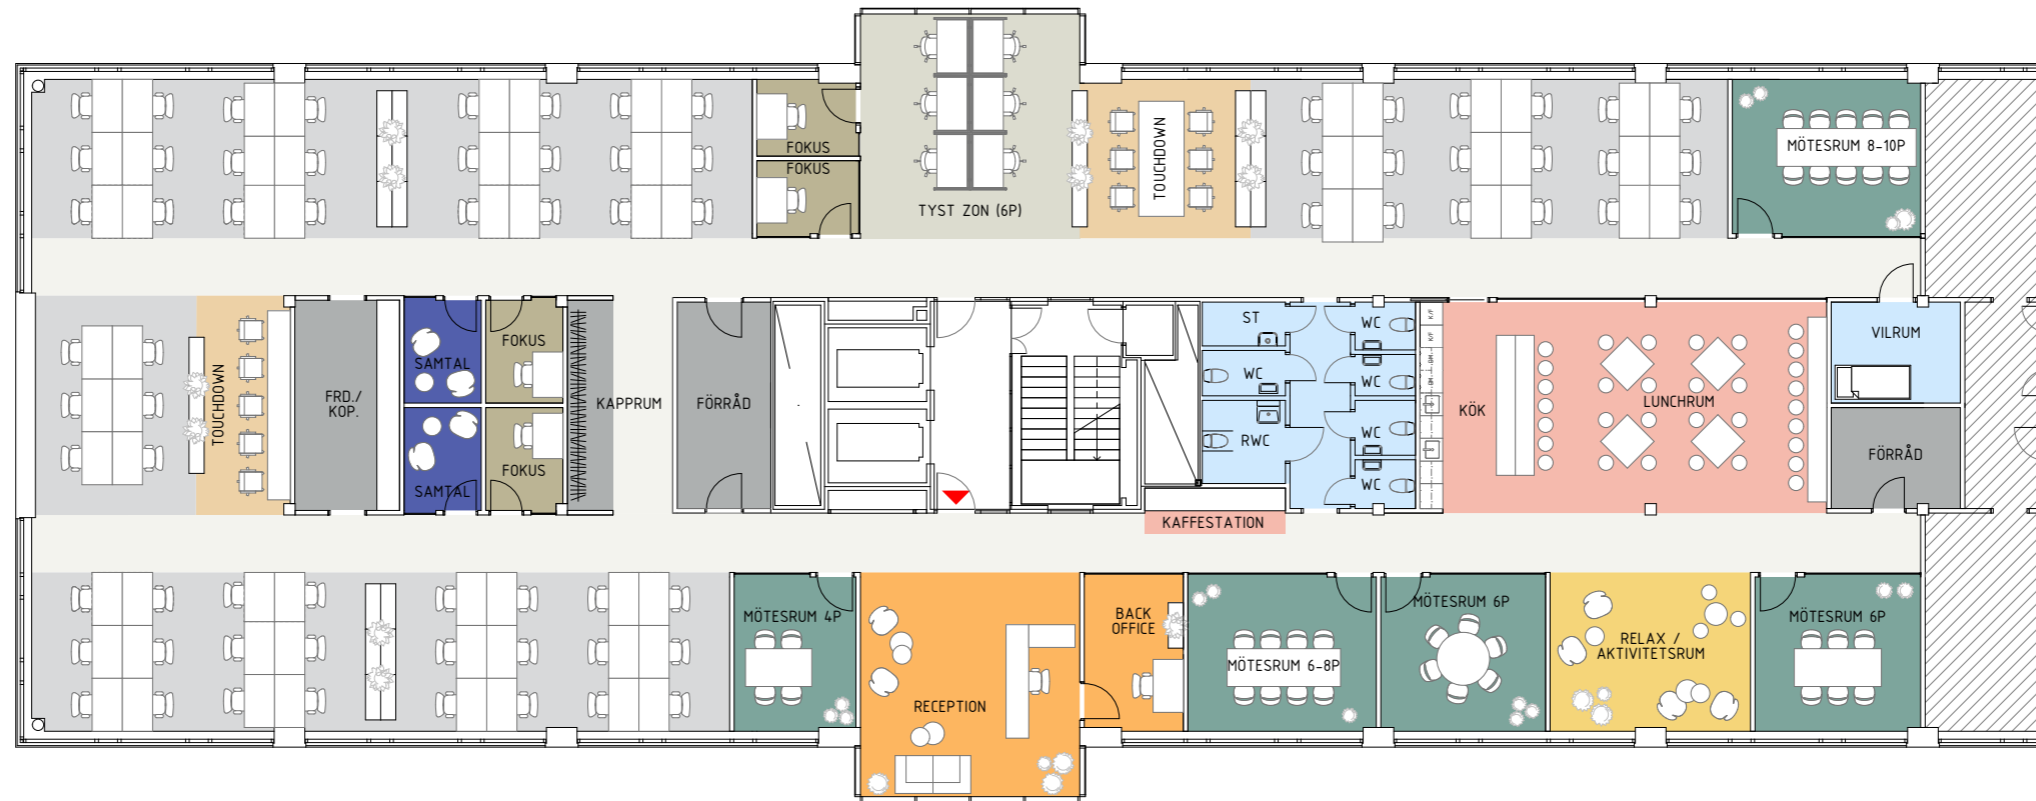 FOKUS
FOKUS
TYST ZON (6P)
TOUCHDOWN
MÖTESRUM 8-10P
TOUCHDOWN
FRD./
KOP.
SAMTAL
SAMTAL
FOKUS
FOKUS
KAPPRUM
FÖRRÅD
ST
WC
RWC
WC
WC
WC
WC
K/F
K/F
DM
DM
KÖK
LUNCHRUM
VILRUM
FÖRRÅD
KAFFESTATION
MÖTESRUM 4P
RECEPTION
BACK
OFFICE
MÖTESRUM 6-8P
MÖTESRUM 6P
RELAX /
AKTIVITETSRUM
MÖTESRUM 6P